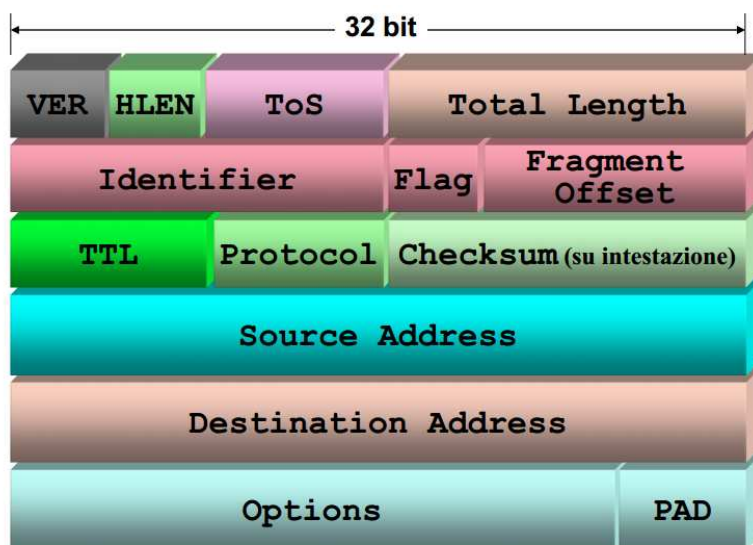 32 bit
VER HLEN ToS Total Length
Identifier Flag Fragment Offset
TTL Protocol Checksum (su intestazione)
Source Address
Destination Address
Options PAD